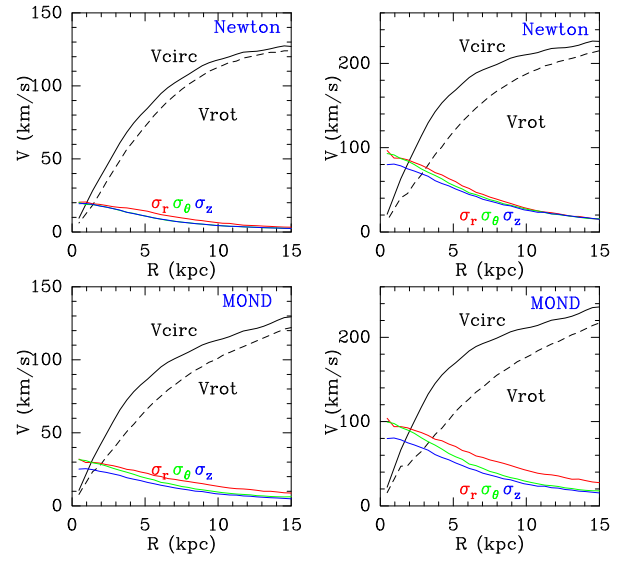 150
Newton
Vcirc
100
V (km/s)
Vrot
50
σr σθ σz
0
0 5 10 15
R (kpc)
Newton
Vcirc
200
V (km/s)
Vrot
100
σr σθ σz
0
0 5 10 15
R (kpc)
150
MOND
Vcirc
100
V (km/s)
Vrot
50
σr σθ σz
0
0 5 10 15
R (kpc)
MOND
Vcirc
200
V (km/s)
Vrot
100
σr σθ σz
0
0 5 10 15
R (kpc)